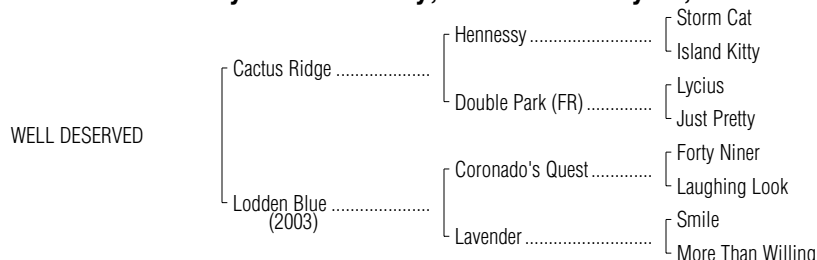 Storm Cat
Hennessy
Island Kitty
Cactus Ridge
Lycius
Double Park (FR)
Just Pretty
WELL DESERVED
Forty Niner
Coronado's Quest
Laughing Look
Lodden Blue
(2003)
Smile
Lavender
More Than Willing